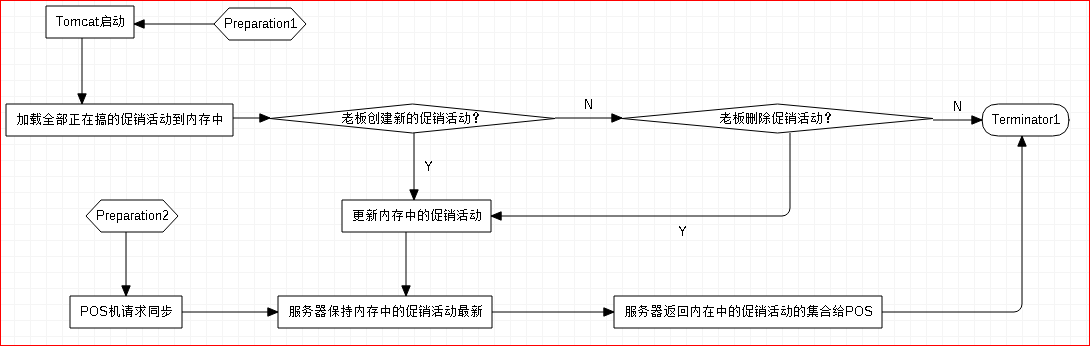 Tomcat启动
Preparation1
加载全部正在搞的促销活动到内存中
老板创建新的促销活动?
N
老板删除促销活动?
N
Terminator1
Y
更新内存中的促销活动
Y
Preparation2
POS机请求同步
服务器保持内存中的促销活动最新
服务器返回内在中的促销活动的集合给POS